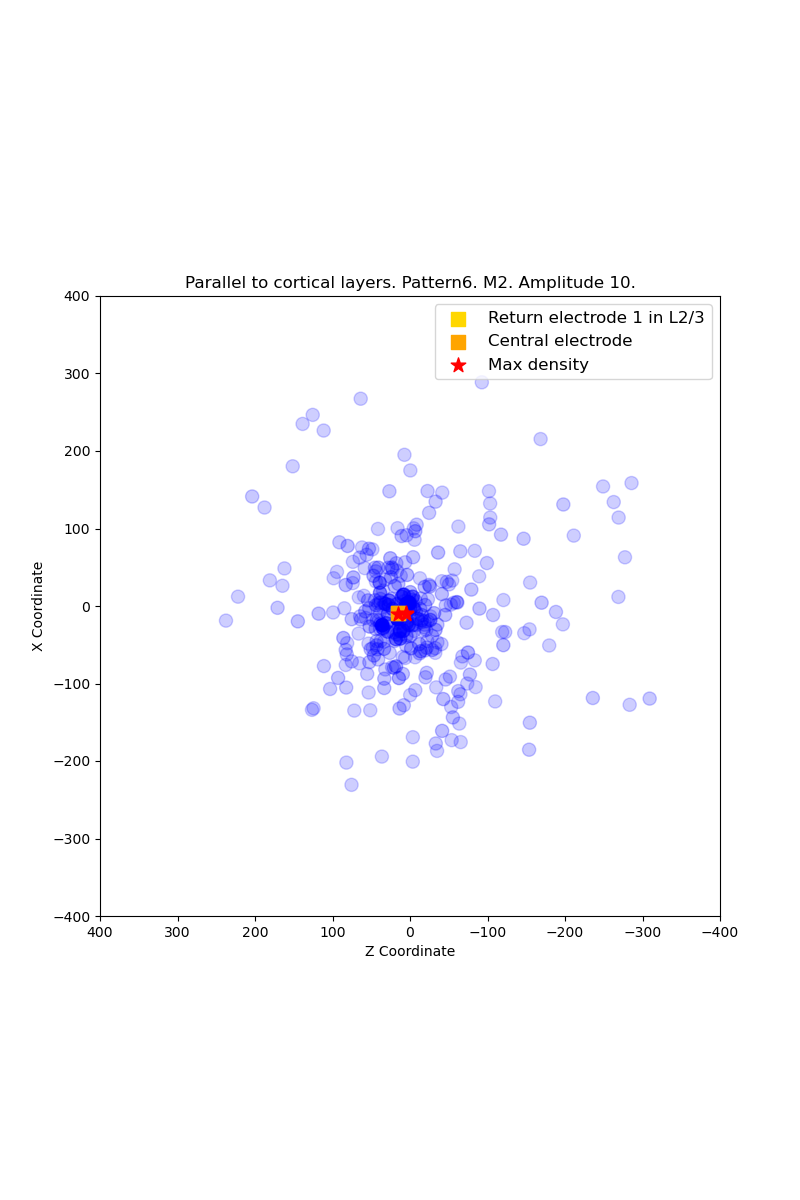 Parallel to cortical layers. Pattern6. M2. Amplitude 10.
Return electrode 1 in L2/3
Central electrode
Max density
400
300
200
100
0
−100
−200
−300
−400
X Coordinate
400 300 200 100 0 −100 −200 −300 −400
Z Coordinate